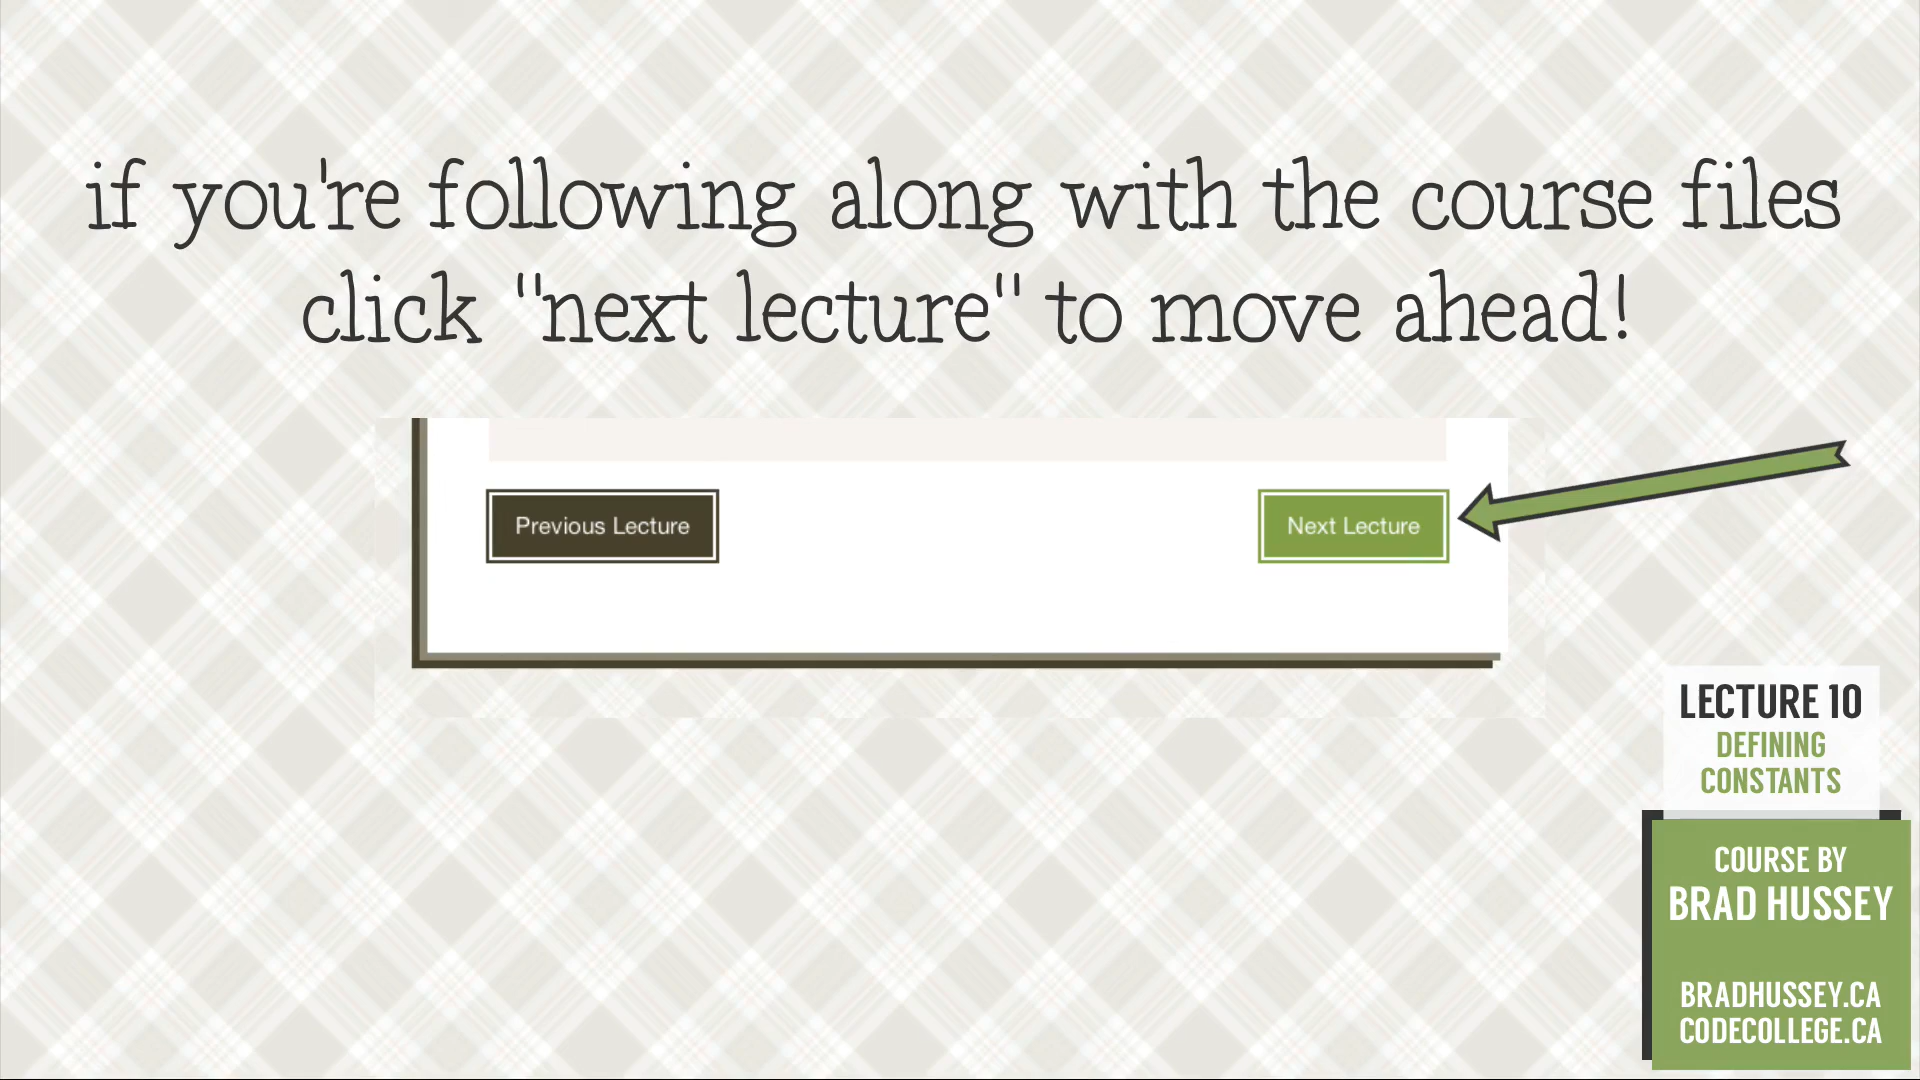 if you're following along with the course files
click "next lecture" to move ahead!
Previous Lecture
Next Lecture
LECTURE 10
DEFINING
CONSTANTS
COURSE BY
BRAD HUSSEY
BRADHUSSEY.CA
CODECOLLEGE.CA